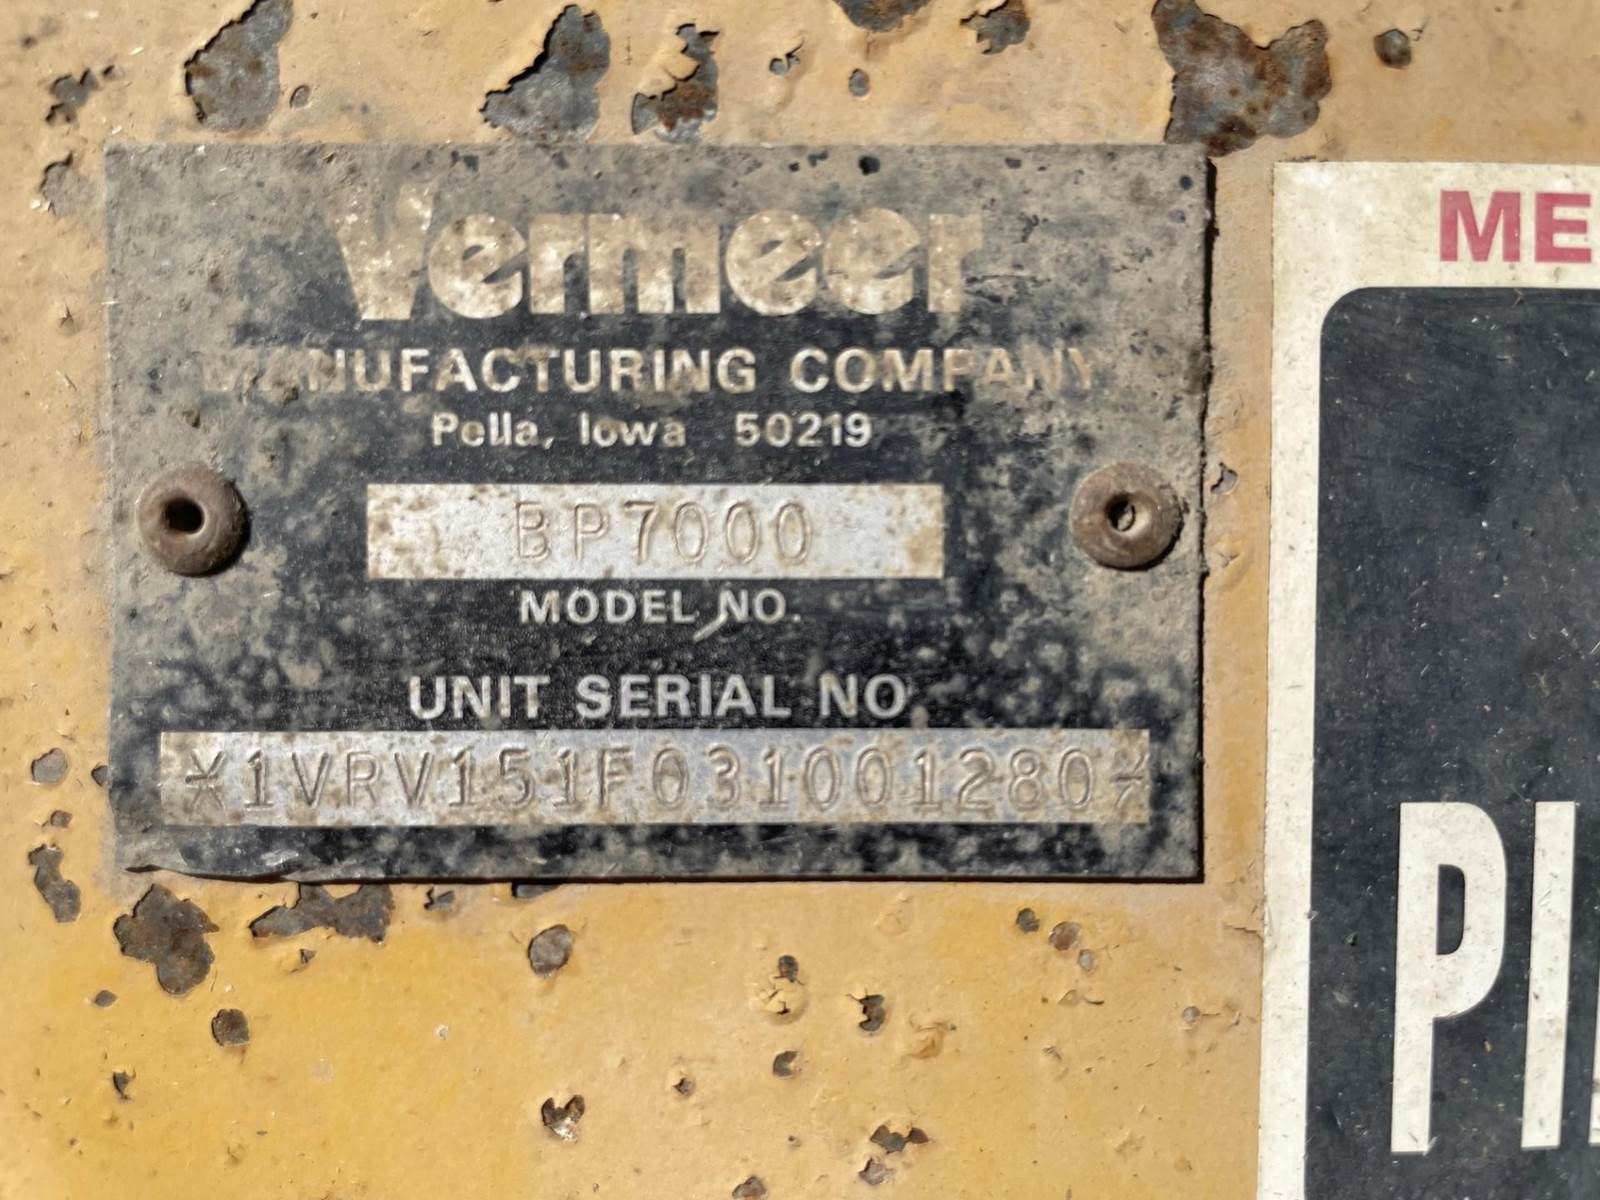 Vermeer
MANUFACTURING COMPANY
Pella, Iowa 50219
BP7000
MODEL NO.
UNIT SERIAL NO
*1VRV151F031001280*
ME
PI